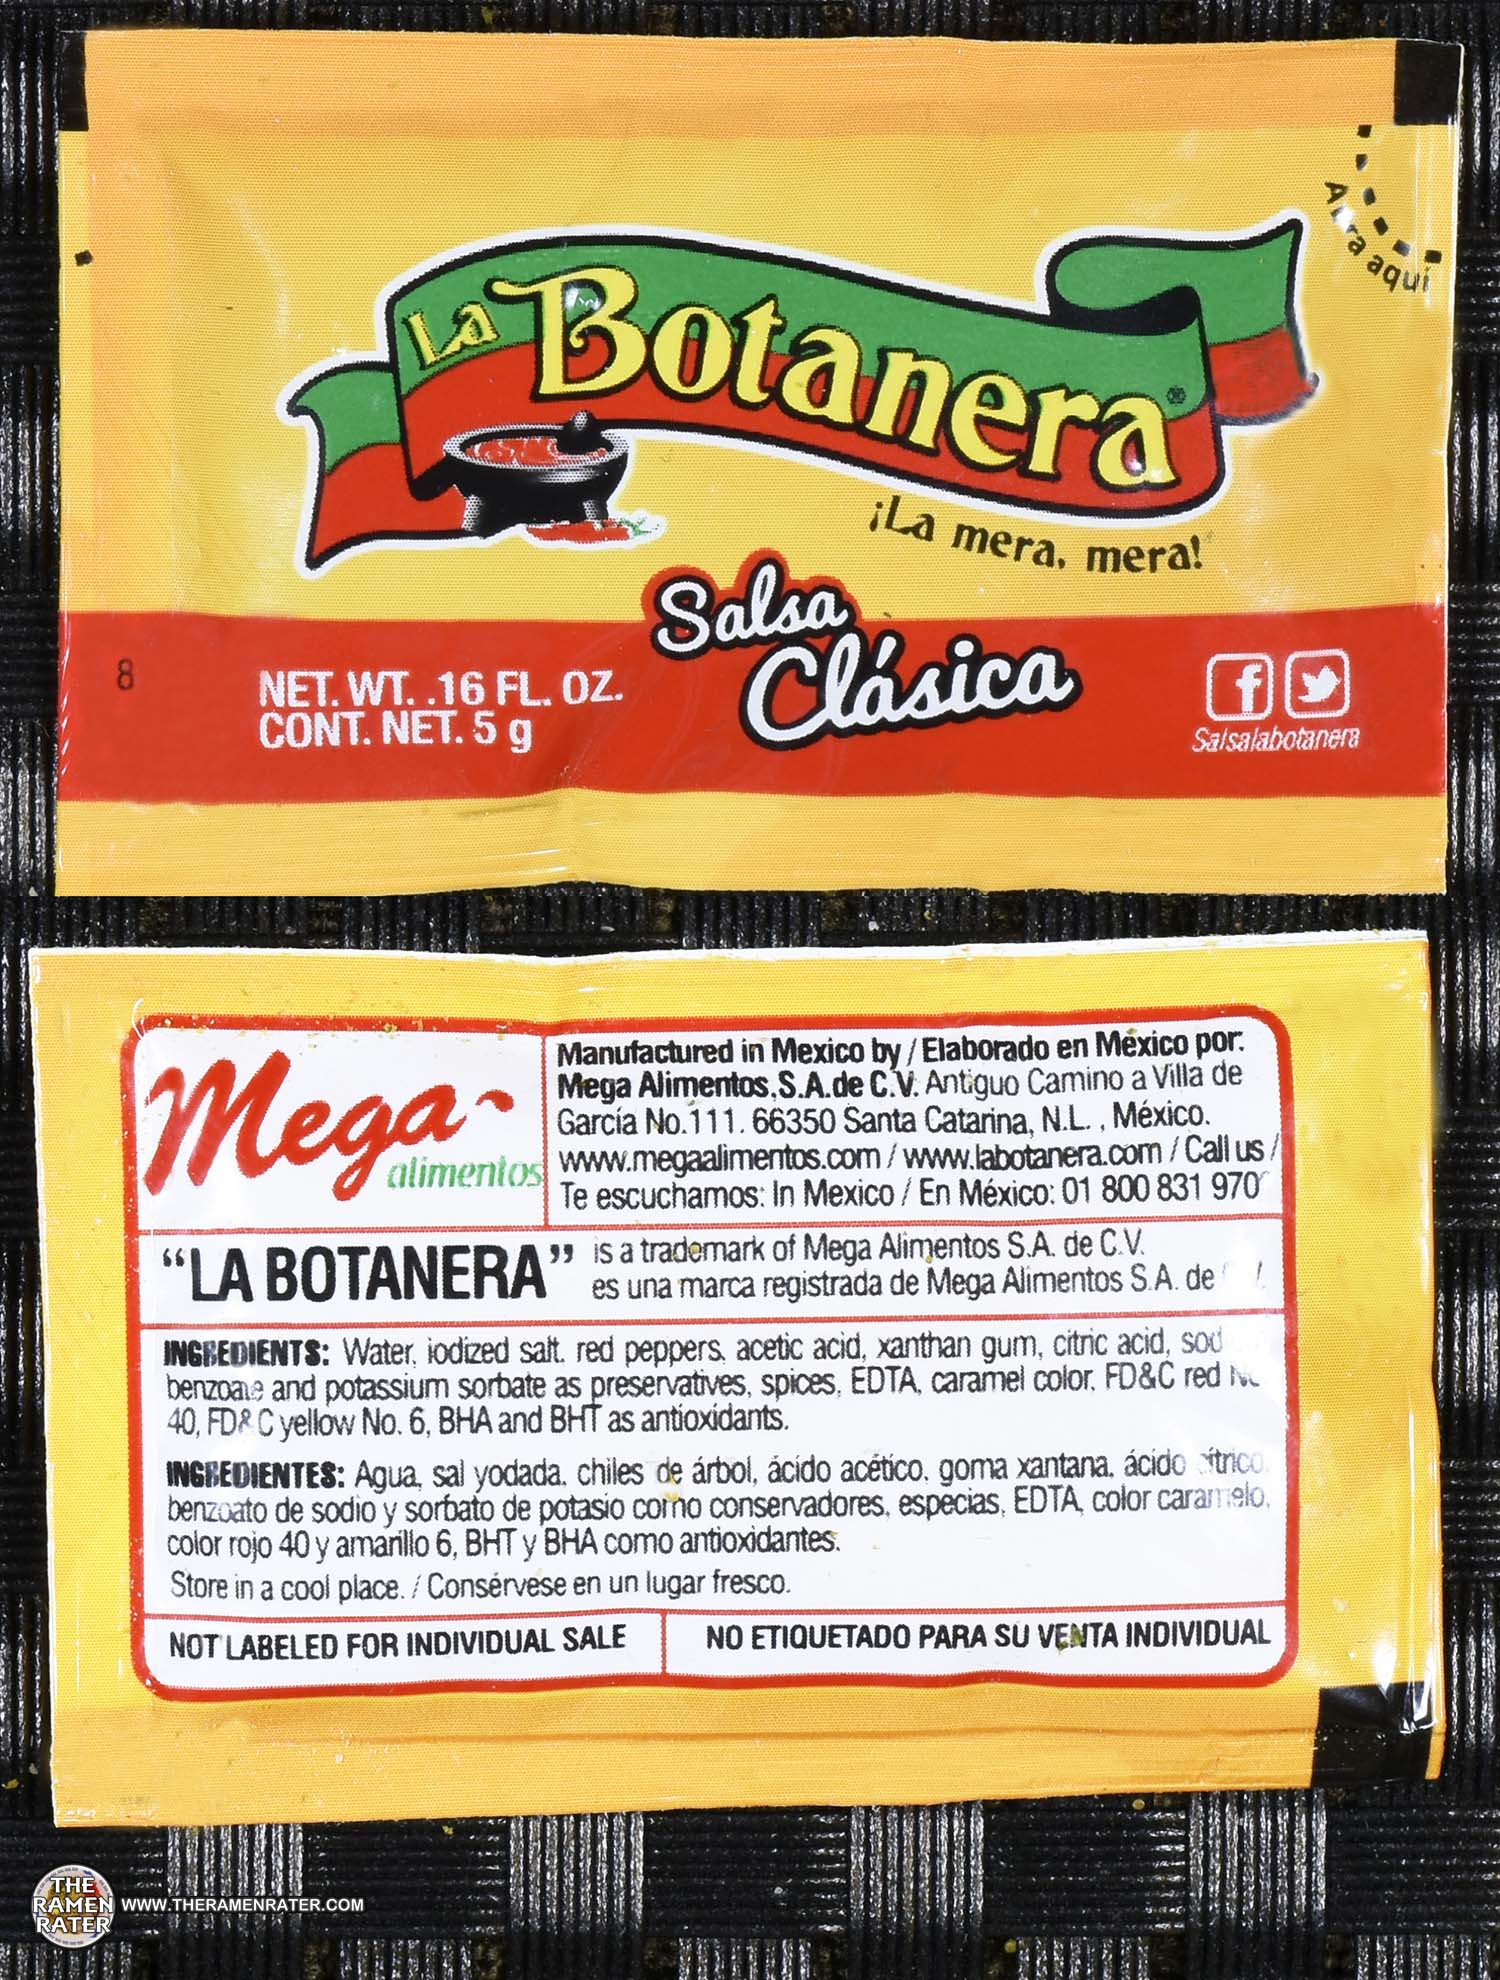 La Botanera®
¡La mera, mera!
Salsa
Clásica
8
NET. WT. .16 FL. OZ.
CONT. NET. 5 g
Salsalabotanera
aquí
Mega
alimentos
Manufactured in Mexico by / Elaborado en México por:
Mega Alimentos, S.A. de C.V. Antiguo Camino a Villa de
García No.111. 66350 Santa Catarina, N.L. , México.
www.megaalimentos.com / www.labotanera.com / Call us /
Te escuchamos: In Mexico / En México: 01 800 831
"LA BOTANERA"
is a trademark of Mega Alimentos S.A. de C.V.
es una marca registrada de Mega Alimentos S.A. de
INGREDIENTS: Water, iodized salt, red peppers, acetic acid, xanthan gum, citric acid,
benzoate and potassium sorbate as preservatives, spices, EDTA, caramel color, FD&C red
40, FD&C yellow No. 6, BHA and BHT as antioxidants.
INGREDIENTES: Agua, sal yodada, chiles de árbol, ácido acético, goma xantana, ácido cítrico,
benzoato de sodio y sorbato de potasio como conservadores, especias, EDTA, color caramelo,
color rojo 40 y amarillo 6, BHT y BHA como antioxidantes.
Store in a cool place. / Consérvese en un lugar fresco.
NOT LABELED FOR INDIVIDUAL SALE
NO ETIQUETADO PARA SU VENTA INDIVIDUAL
THE
RAMEN
RATER
WWW.THERAMENRATER.COM